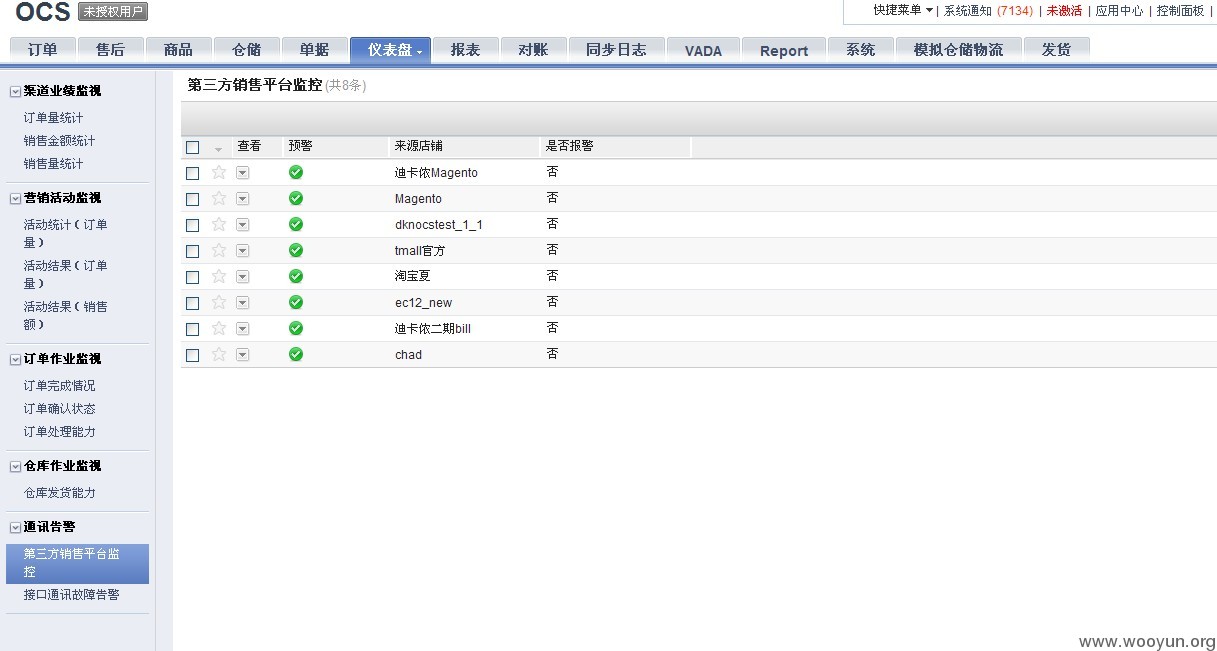 OCS 未授权用户
快捷菜单 | 系统通知 (7134) | 未激活 | 应用中心 | 控制面板 |
订单 售后 商品 仓储 单据 仪表盘 报表 对账 同步日志 VADA Report 系统 模拟仓储物流 发货
渠道业绩监视
订单量统计
销售金额统计
销售量统计
营销活动监视
活动统计(订单
量)
活动结果(订单
量)
活动结果(销售
额)
订单作业监视
订单完成情况
订单确认状态
订单处理能力
仓库作业监视
仓库发货能力
通讯告警
第三方销售平台监
控
接口通讯故障告警
第三方销售平台监控(共8条)
查看 预警 来源店铺 是否报警
迪卡侬Magento 否
Magento 否
dknocstest_1_1 否
tmall官方 否
淘宝夏 否
ec12_new 否
迪卡侬二期bill 否
chad 否
www.wooyun.org